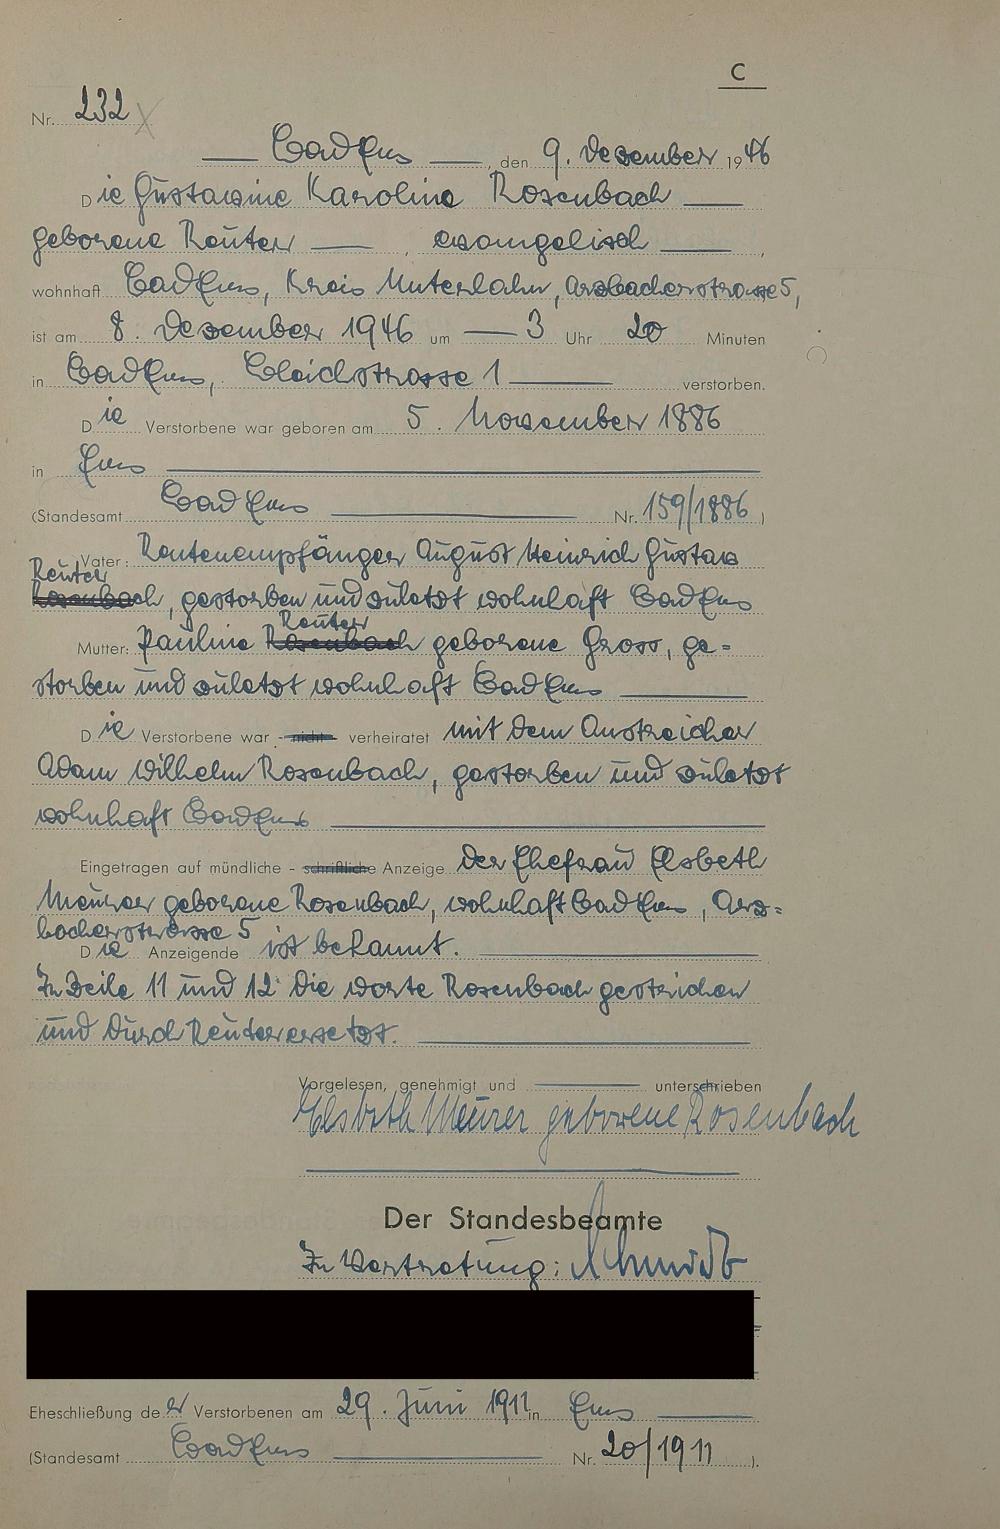 C
Nr. 232
Bad Ems, den 9. Dezember 1946
Die Gustavine Karoline Rosenbach
geborene Reuter, evangelisch,
wohnhaft Bad Ems, Kreis Unterlahn, Arzbacherstrasse 5,
ist am 8. Dezember 1946 um 3 Uhr 20 Minuten
in Bad Ems, Bleichstrasse 1 verstorben.
Die Verstorbene war geboren am 5. November 1886
in Ems
(Standesamt Bad Ems Nr. 159/1886)
Vater: Rentenempfänger August Heinrich Gustav
Reuter
Rosenbach, gestorben und zuletzt wohnhaft Bad Ems
Reuter
Mutter: Pauline Rosenbach geborene Gross, ge=
storben und zuletzt wohnhaft Bad Ems
Die Verstorbene war - nicht - verheiratet mit dem Anstreicher
Adam Wilhelm Rosenbach, gestorben und zuletzt
wohnhaft Bad Ems
Eingetragen auf mündliche - schriftliche Anzeige der Ehefrau Elsbeth
Meurer geborene Rosenbach, wohnhaft Bad Ems, Arz=
bacherstrasse 5
Die Anzeigende ist bekannt.
In Zeile 11 und 12 die Worte Rosenbach gestrichen
und durch Reuter ersetzt.
Vorgelesen, genehmigt und unterschrieben
Elsbeth Meurer geborene Rosenbach
Der Standesbeamte
In Vertretung: Schmidt
Eheschließung der Verstorbenen am 29. Juni 1911 in Ems
(Standesamt Bad Ems Nr. 20/1911).